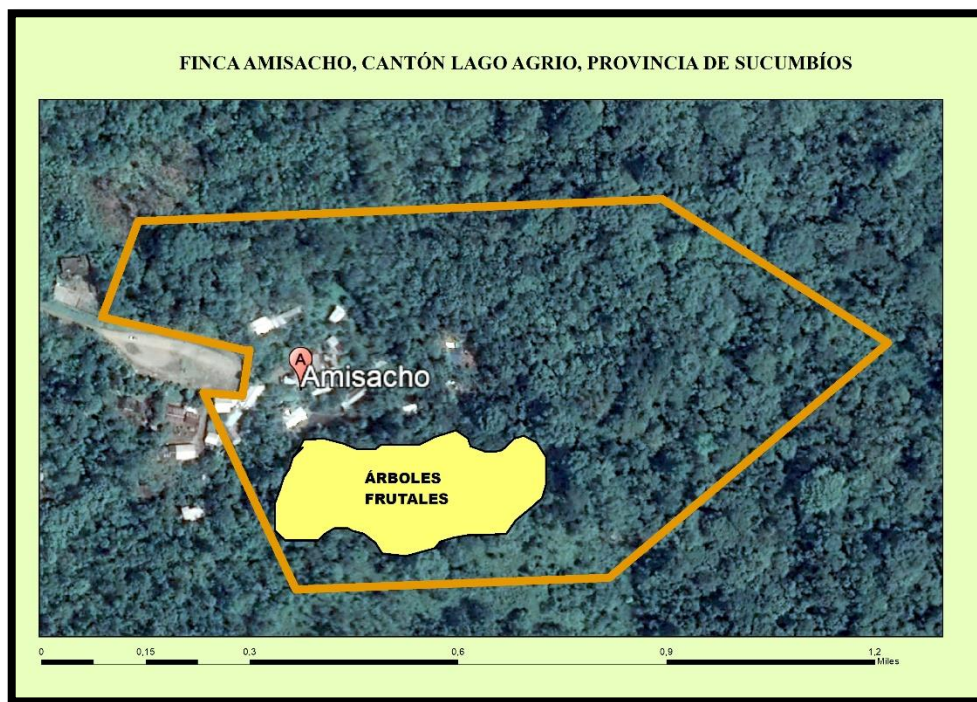 FINCA AMISACHO, CANTÓN LAGO AGRIO, PROVINCIA DE SUCUMBÍOS
A
Amisacho
ÁRBOLES
FRUTALES
0 0,15 0,3 0,6 0,9 1,2
Miles